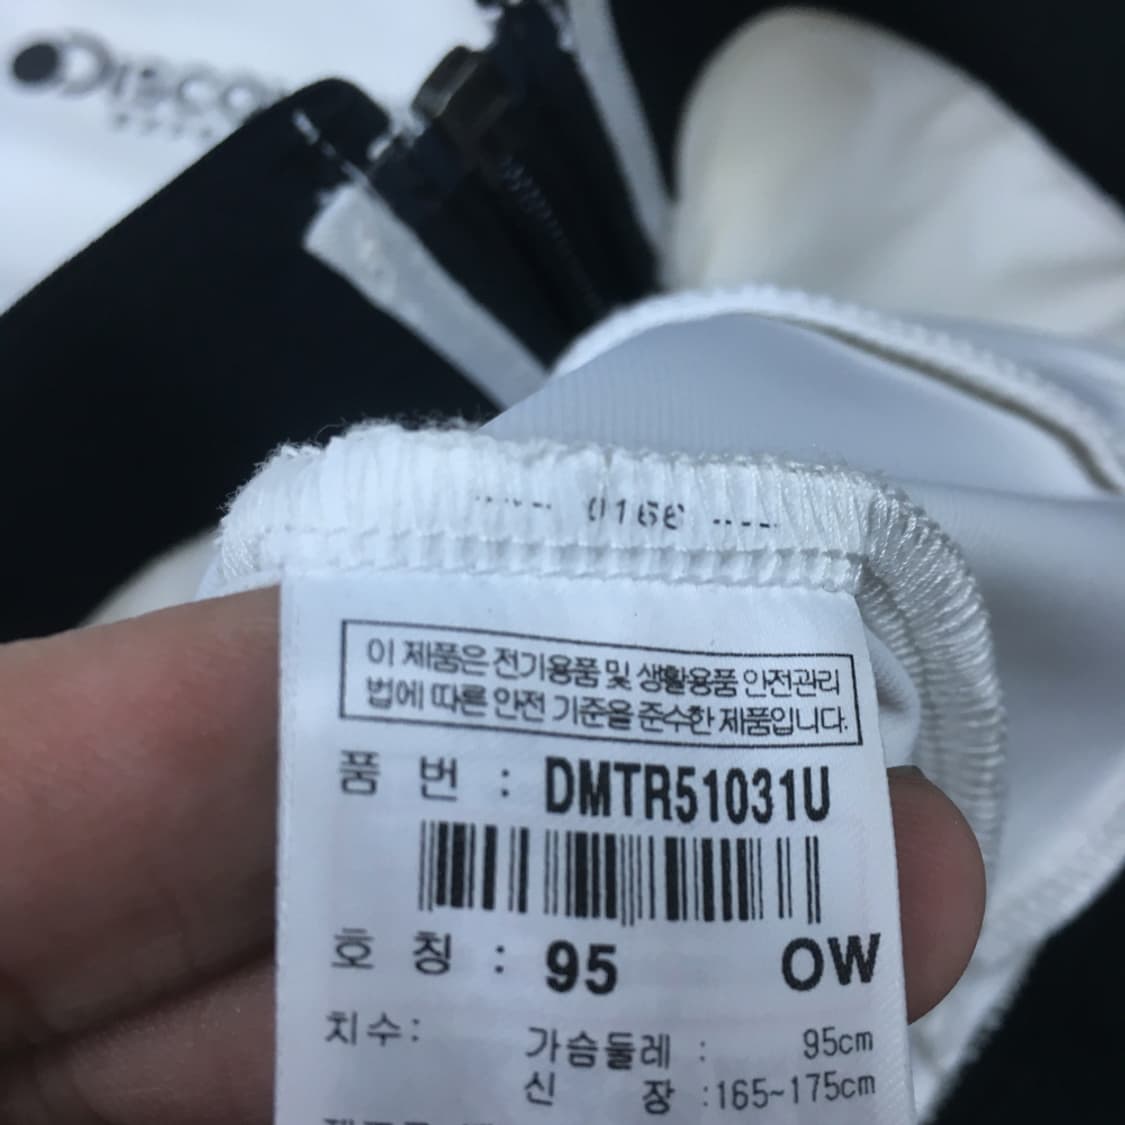 0168
이 제품은 전기용품 및 생활용품 안전관리
법에 따른 안전 기준을 준수한 제품입니다.
품 번 : DMTR51031U
호 칭 : 95 OW
치수: 가슴둘레 : 95cm
신 장 :165~175cm